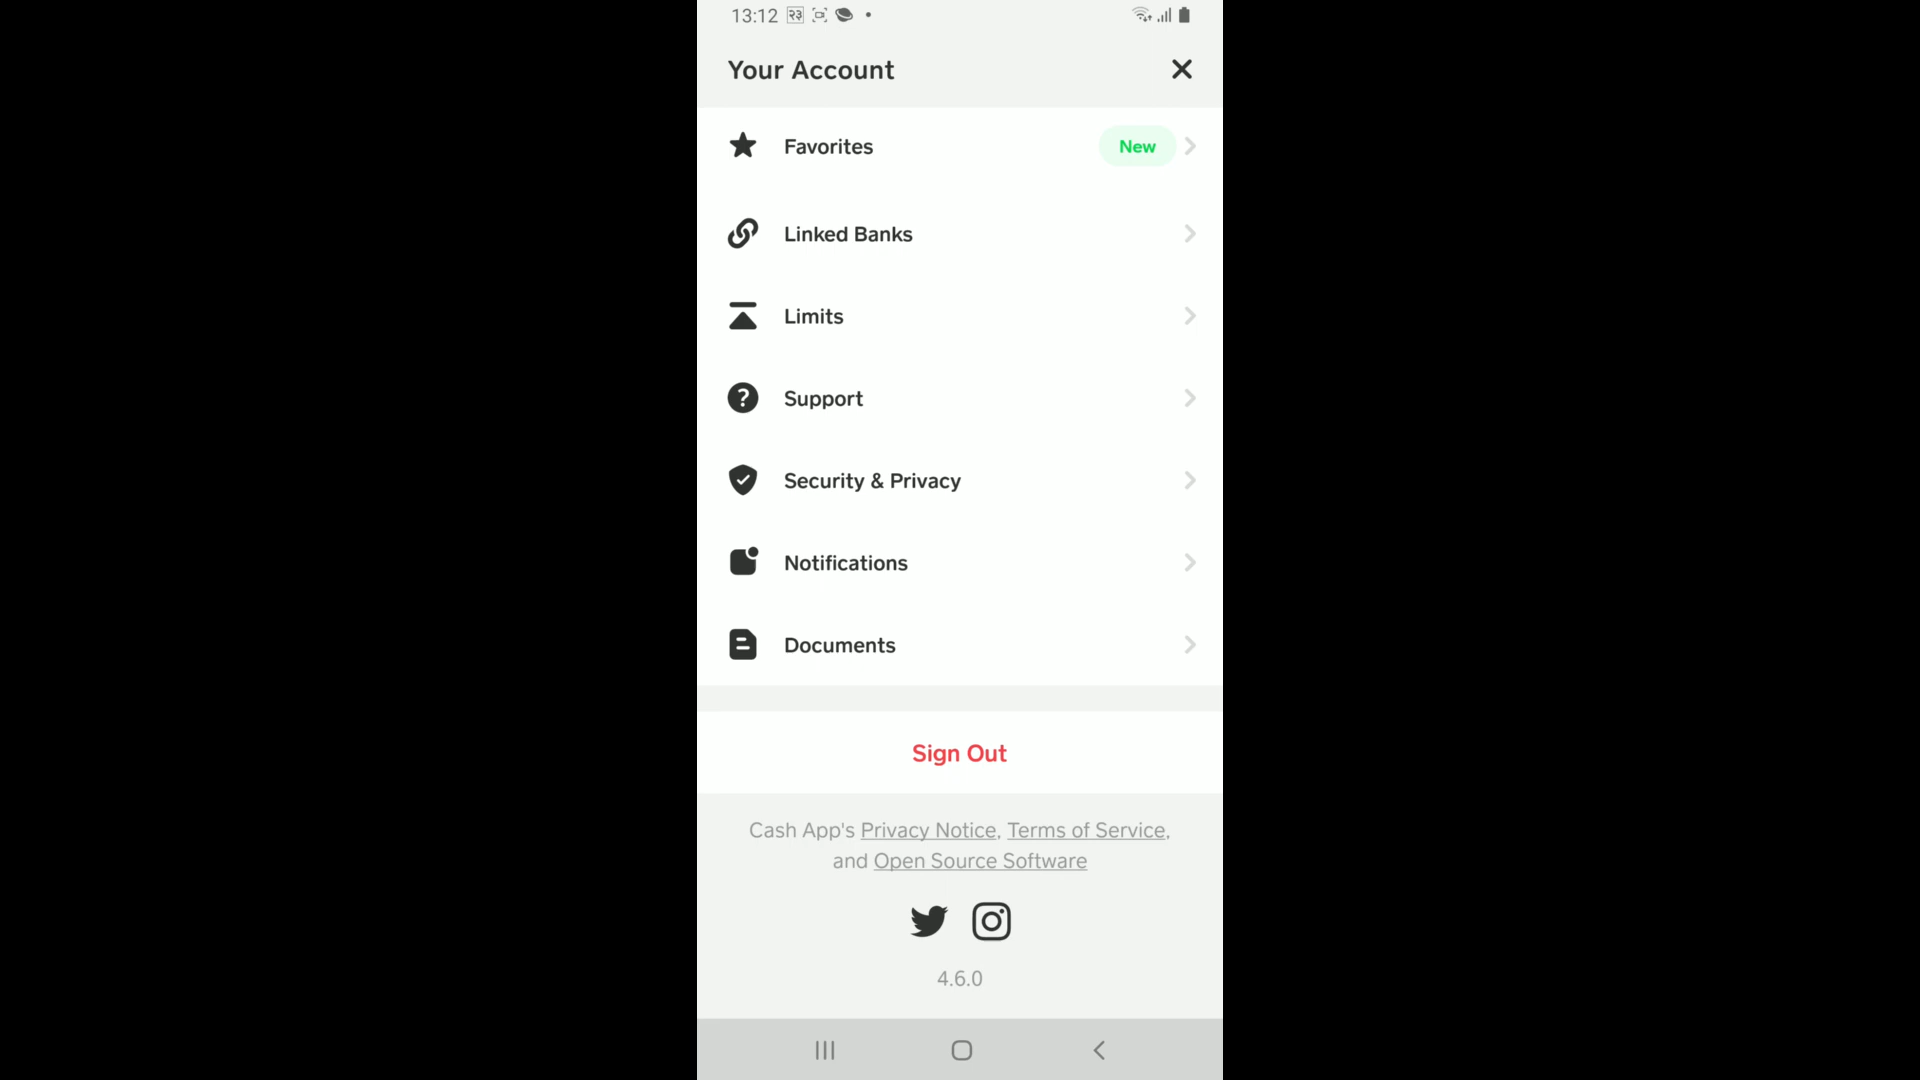 13:12 २३
Your Account
Favorites New
Linked Banks
Limits
Support
Security & Privacy
Notifications
Documents
Sign Out
Cash App's Privacy Notice, Terms of Service,
and Open Source Software
4.6.0